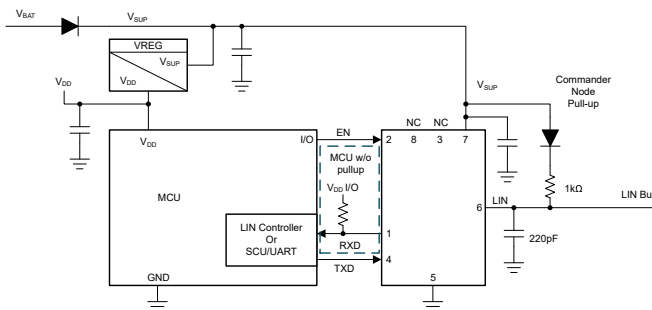 VBAT
VSUP
VREG
VSUP
VDD
VDD
VSUP
Commander
Node
Pull-up
VDD
I/O
EN
2
8
3
7
NC
NC
MCU w/o
pullup
VDD I/O
MCU
1kΩ
LIN
LIN Bu
6
LIN Controller
Or
SCU/UART
1
RXD
4
TXD
220pF
GND
5